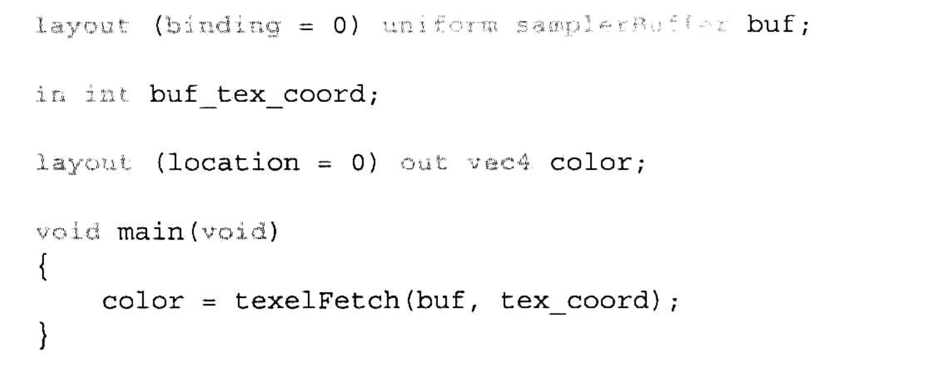 layout (binding = 0) uniform samplerBuffer buf;
in int buf_tex_coord;
layout (location = 0) out vec4 color;
void main(void)
{
color = texelFetch(buf, tex_coord);
}